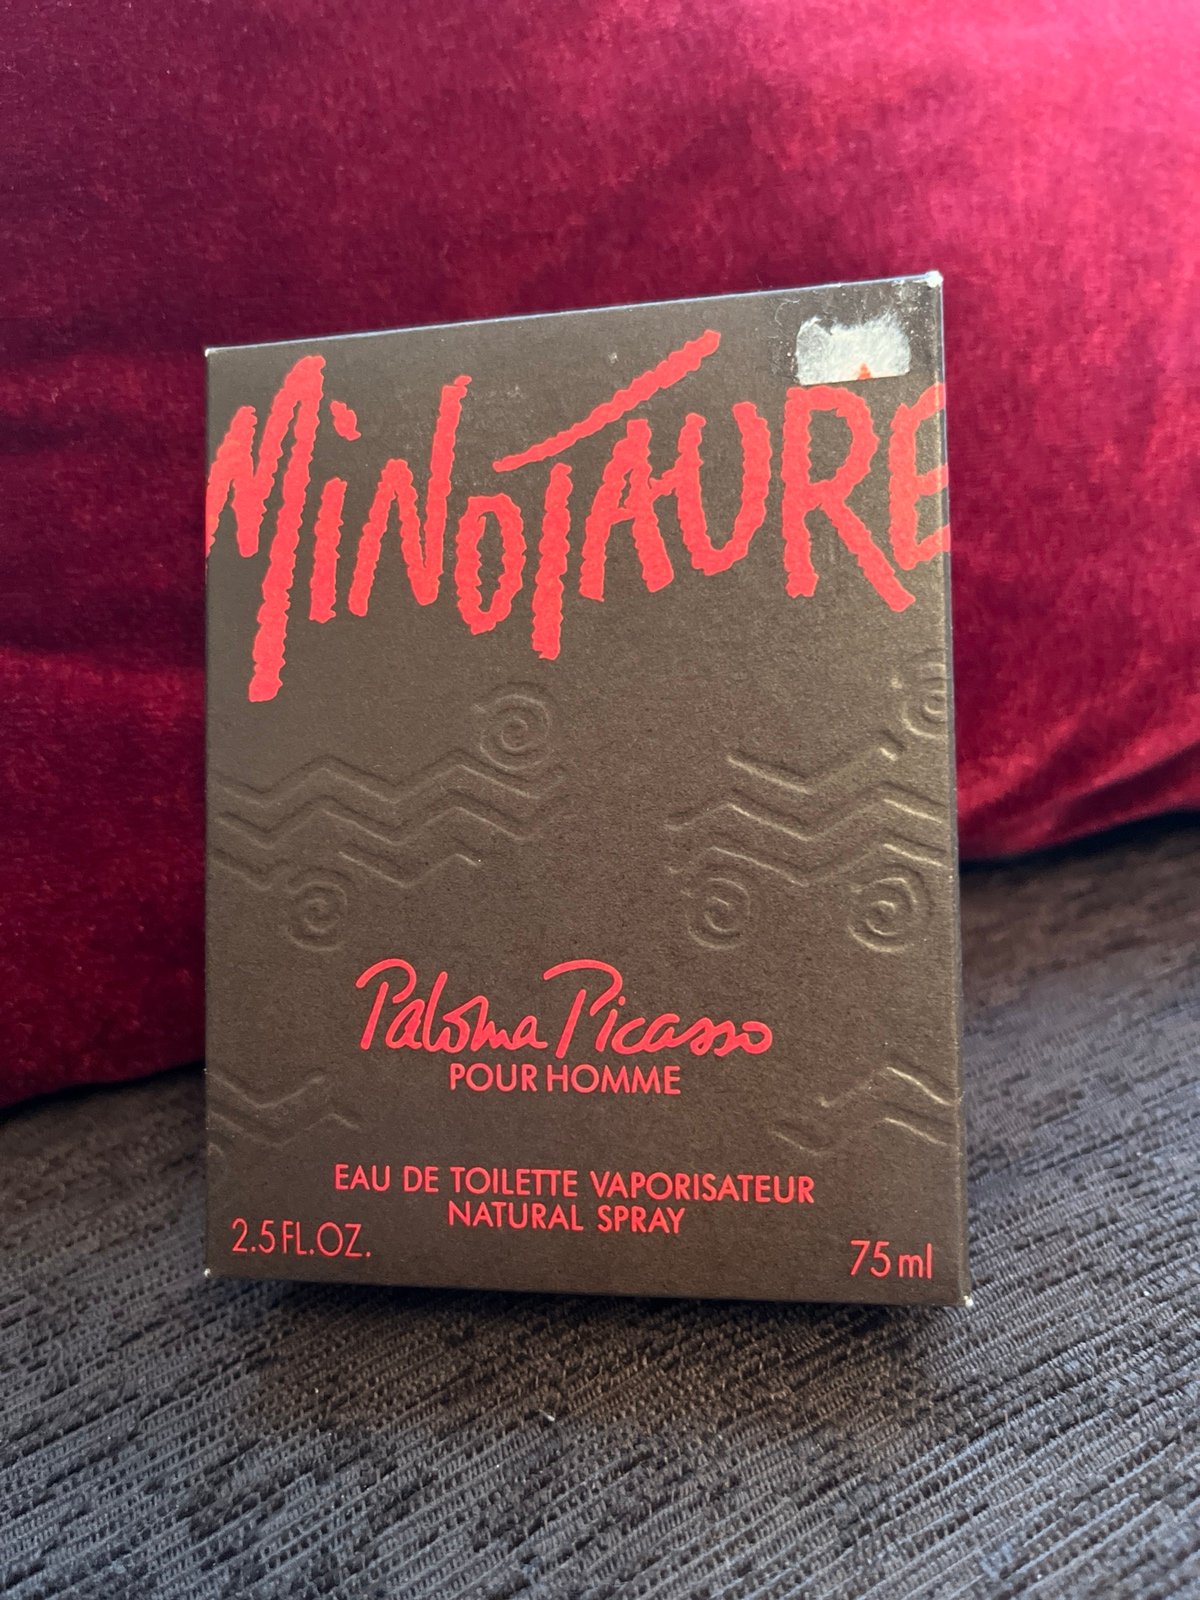 MiNOTAURE
Paloma Picasso
POUR HOMME
EAU DE TOILETTE VAPORISATEUR
NATURAL SPRAY
2.5 FL.OZ.
75 ml